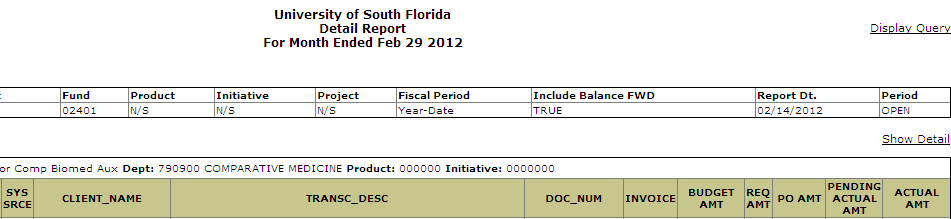 University of South Florida
Detail Report
For Month Ended Feb 29 2012
Display Query
Fund Product Initiative Project Fiscal Period Include Balance FWD Report Dt. Period
02401 N/S N/S N/S Year-Date TRUE 02/14/2012 OPEN
Show Detail
or Comp Biomed Aux Dept: 790900 COMPARATIVE MEDICINE Product: 000000 Initiative: 0000000
SYS SRCE CLIENT_NAME TRANSC_DESC DOC_NUM INVOICE BUDGET AMT REQ AMT PO AMT PENDING ACTUAL AMT ACTUAL AMT